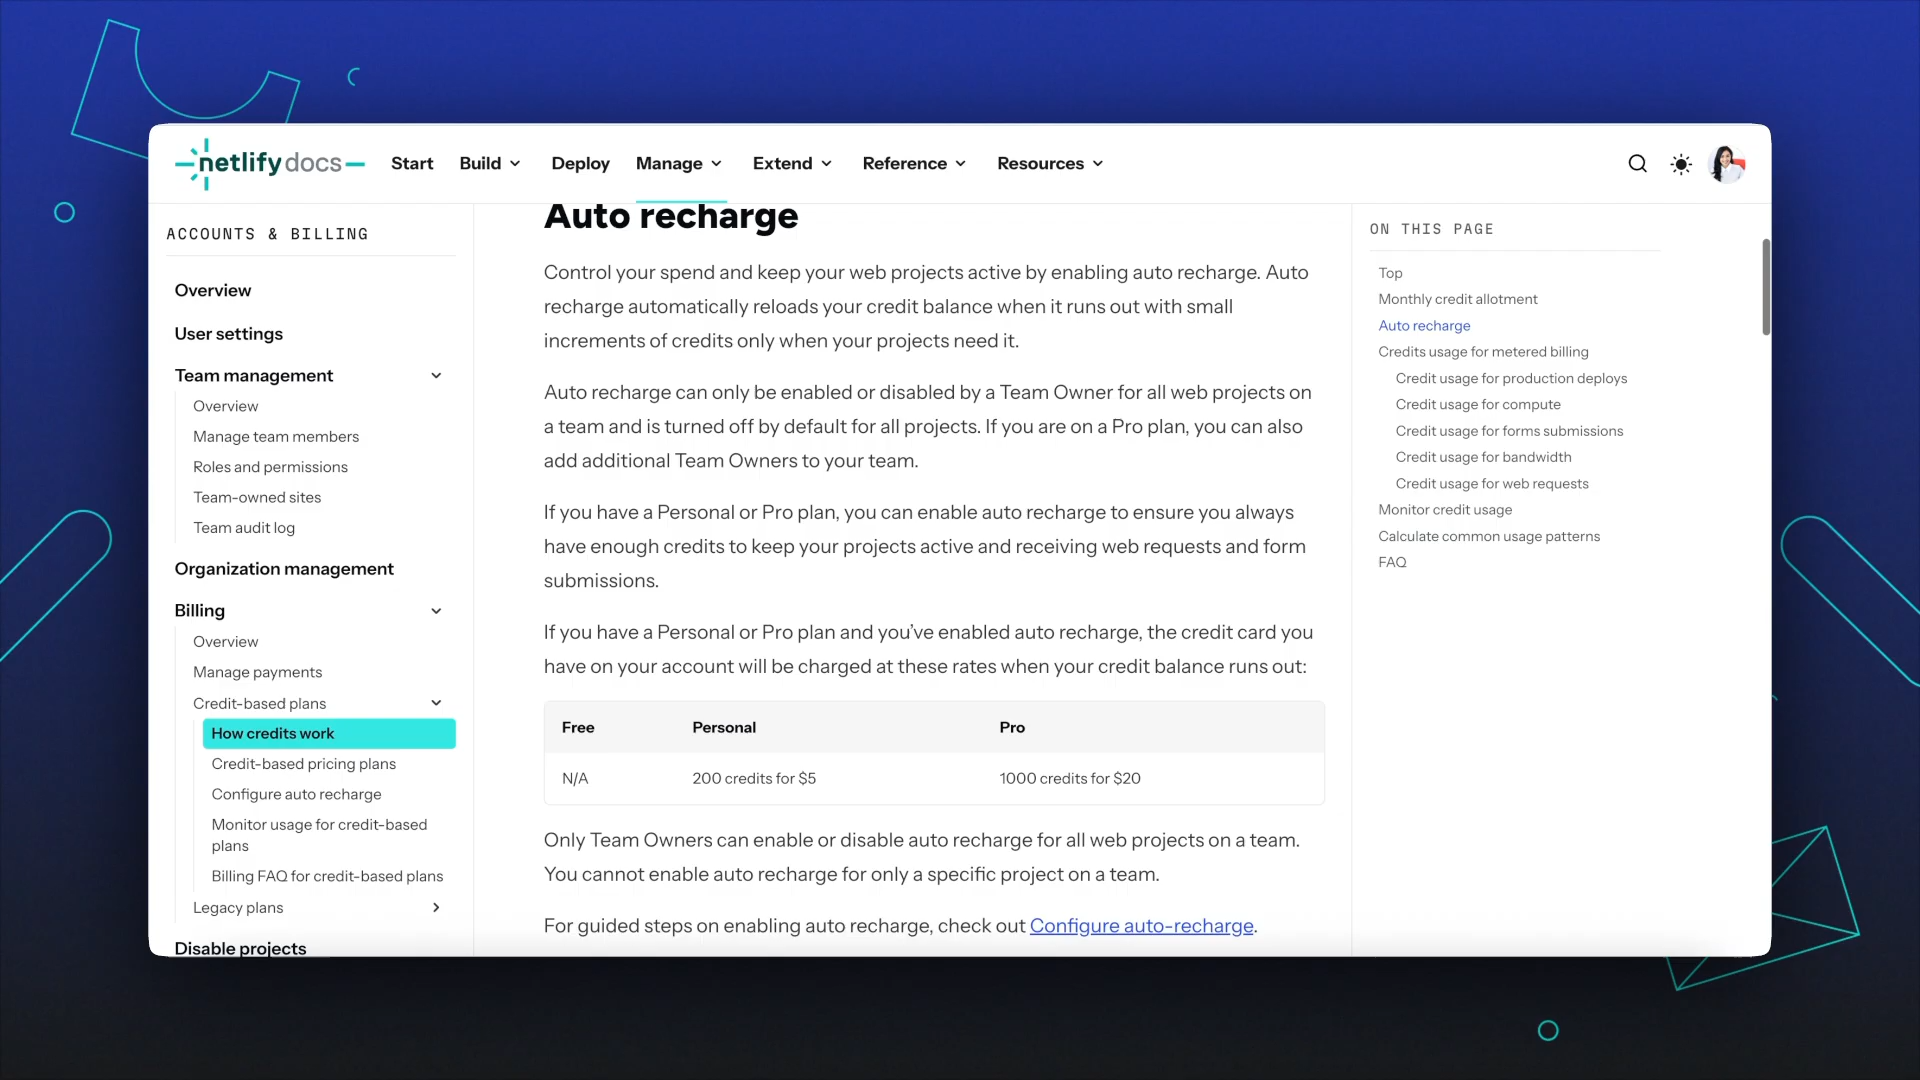 netlify docs
Start
Build
Deploy
Manage
Extend
Reference
Resources
ACCOUNTS & BILLING
Overview
User settings
Team management
Overview
Manage team members
Roles and permissions
Team-owned sites
Team audit log
Organization management
Billing
Overview
Manage payments
Credit-based plans
How credits work
Credit-based pricing plans
Configure auto recharge
Monitor usage for credit-based
plans
Billing FAQ for credit-based plans
Legacy plans
Disable projects
Auto recharge
Control your spend and keep your web projects active by enabling auto recharge. Auto
recharge automatically reloads your credit balance when it runs out with small
increments of credits only when your projects need it.
Auto recharge can only be enabled or disabled by a Team Owner for all web projects on
a team and is turned off by default for all projects. If you are on a Pro plan, you can also
add additional Team Owners to your team.
If you have a Personal or Pro plan, you can enable auto recharge to ensure you always
have enough credits to keep your projects active and receiving web requests and form
submissions.
If you have a Personal or Pro plan and you've enabled auto recharge, the credit card you
have on your account will be charged at these rates when your credit balance runs out:
Free Personal Pro
N/A 200 credits for $5 1000 credits for $20
Only Team Owners can enable or disable auto recharge for all web projects on a team.
You cannot enable auto recharge for only a specific project on a team.
For guided steps on enabling auto recharge, check out Configure auto-recharge.
ON THIS PAGE
Top
Monthly credit allotment
Auto recharge
Credits usage for metered billing
Credit usage for production deploys
Credit usage for compute
Credit usage for forms submissions
Credit usage for bandwidth
Credit usage for web requests
Monitor credit usage
Calculate common usage patterns
FAQ